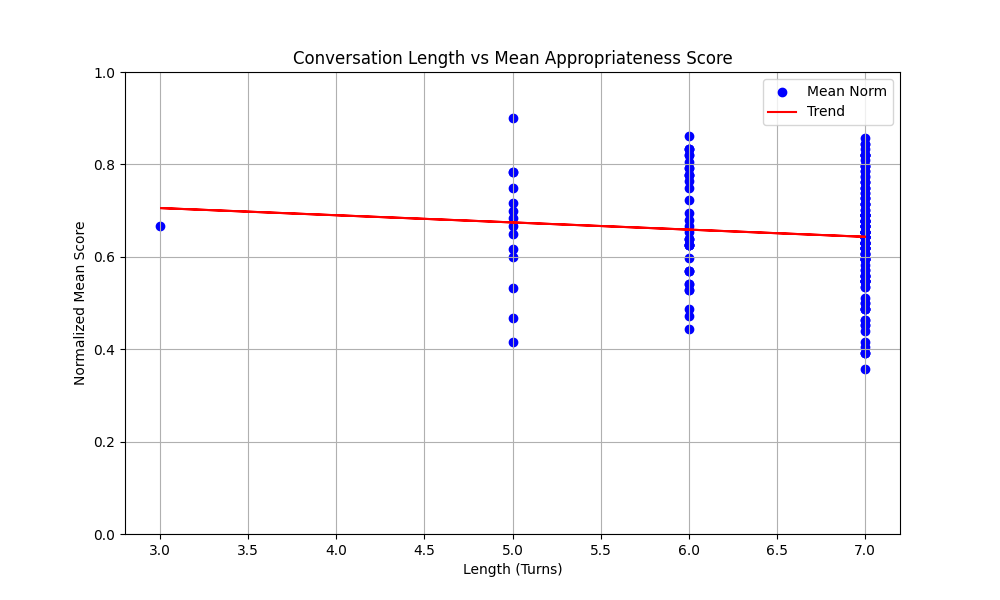 Conversation Length vs Mean Appropriateness Score
Mean Norm
Trend
Normalized Mean Score
1.0
0.8
0.6
0.4
0.2
0.0
3.0 3.5 4.0 4.5 5.0 5.5 6.0 6.5 7.0
Length (Turns)